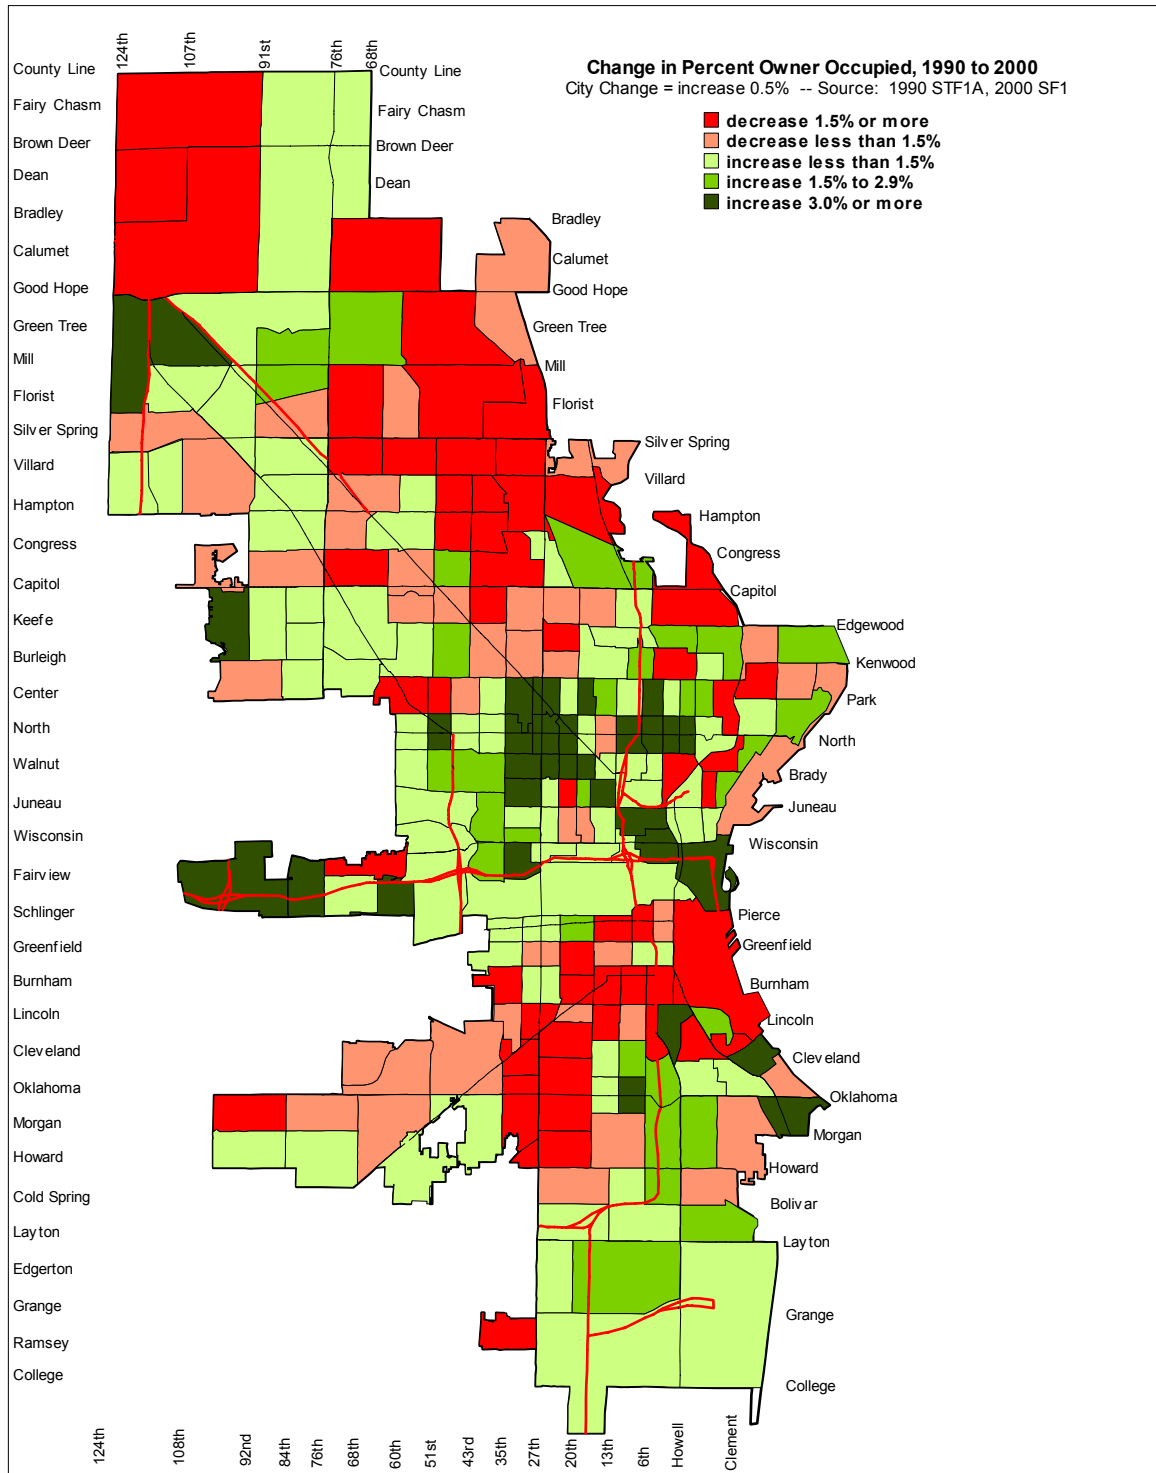 124th
107th
91st
76th
68th
Change in Percent Owner Occupied, 1990 to 2000
City Change = increase 0.5% -- Source: 1990 STF1A, 2000 SF1
decrease 1.5% or more
decrease less than 1.5%
increase less than 1.5%
increase 1.5% to 2.9%
increase 3.0% or more
County Line
Fairy Chasm
Brown Deer
Dean
Bradley
Calumet
Good Hope
Green Tree
Mill
Florist
Silver Spring
Villard
Hampton
Congress
Capitol
Keefe
Burleigh
Center
North
Walnut
Juneau
Wisconsin
Fairview
Schlinger
Greenfield
Burnham
Lincoln
Cleveland
Oklahoma
Morgan
Howard
Cold Spring
Layton
Edgerton
Grange
Ramsey
College
County Line
Fairy Chasm
Brown Deer
Dean
Bradley
Calumet
Good Hope
Green Tree
Mill
Florist
Silver Spring
Villard
Hampton
Congress
Capitol
Edgewood
Kenwood
Park
North
Brady
Juneau
Wisconsin
Pierce
Greenfield
Burnham
Lincoln
Cleveland
Oklahoma
Morgan
Howard
Bolivar
Layton
Grange
College
124th
108th
92nd
84th
76th
68th
60th
51st
43rd
35th
27th
20th
13th
6th
Howell
Clement